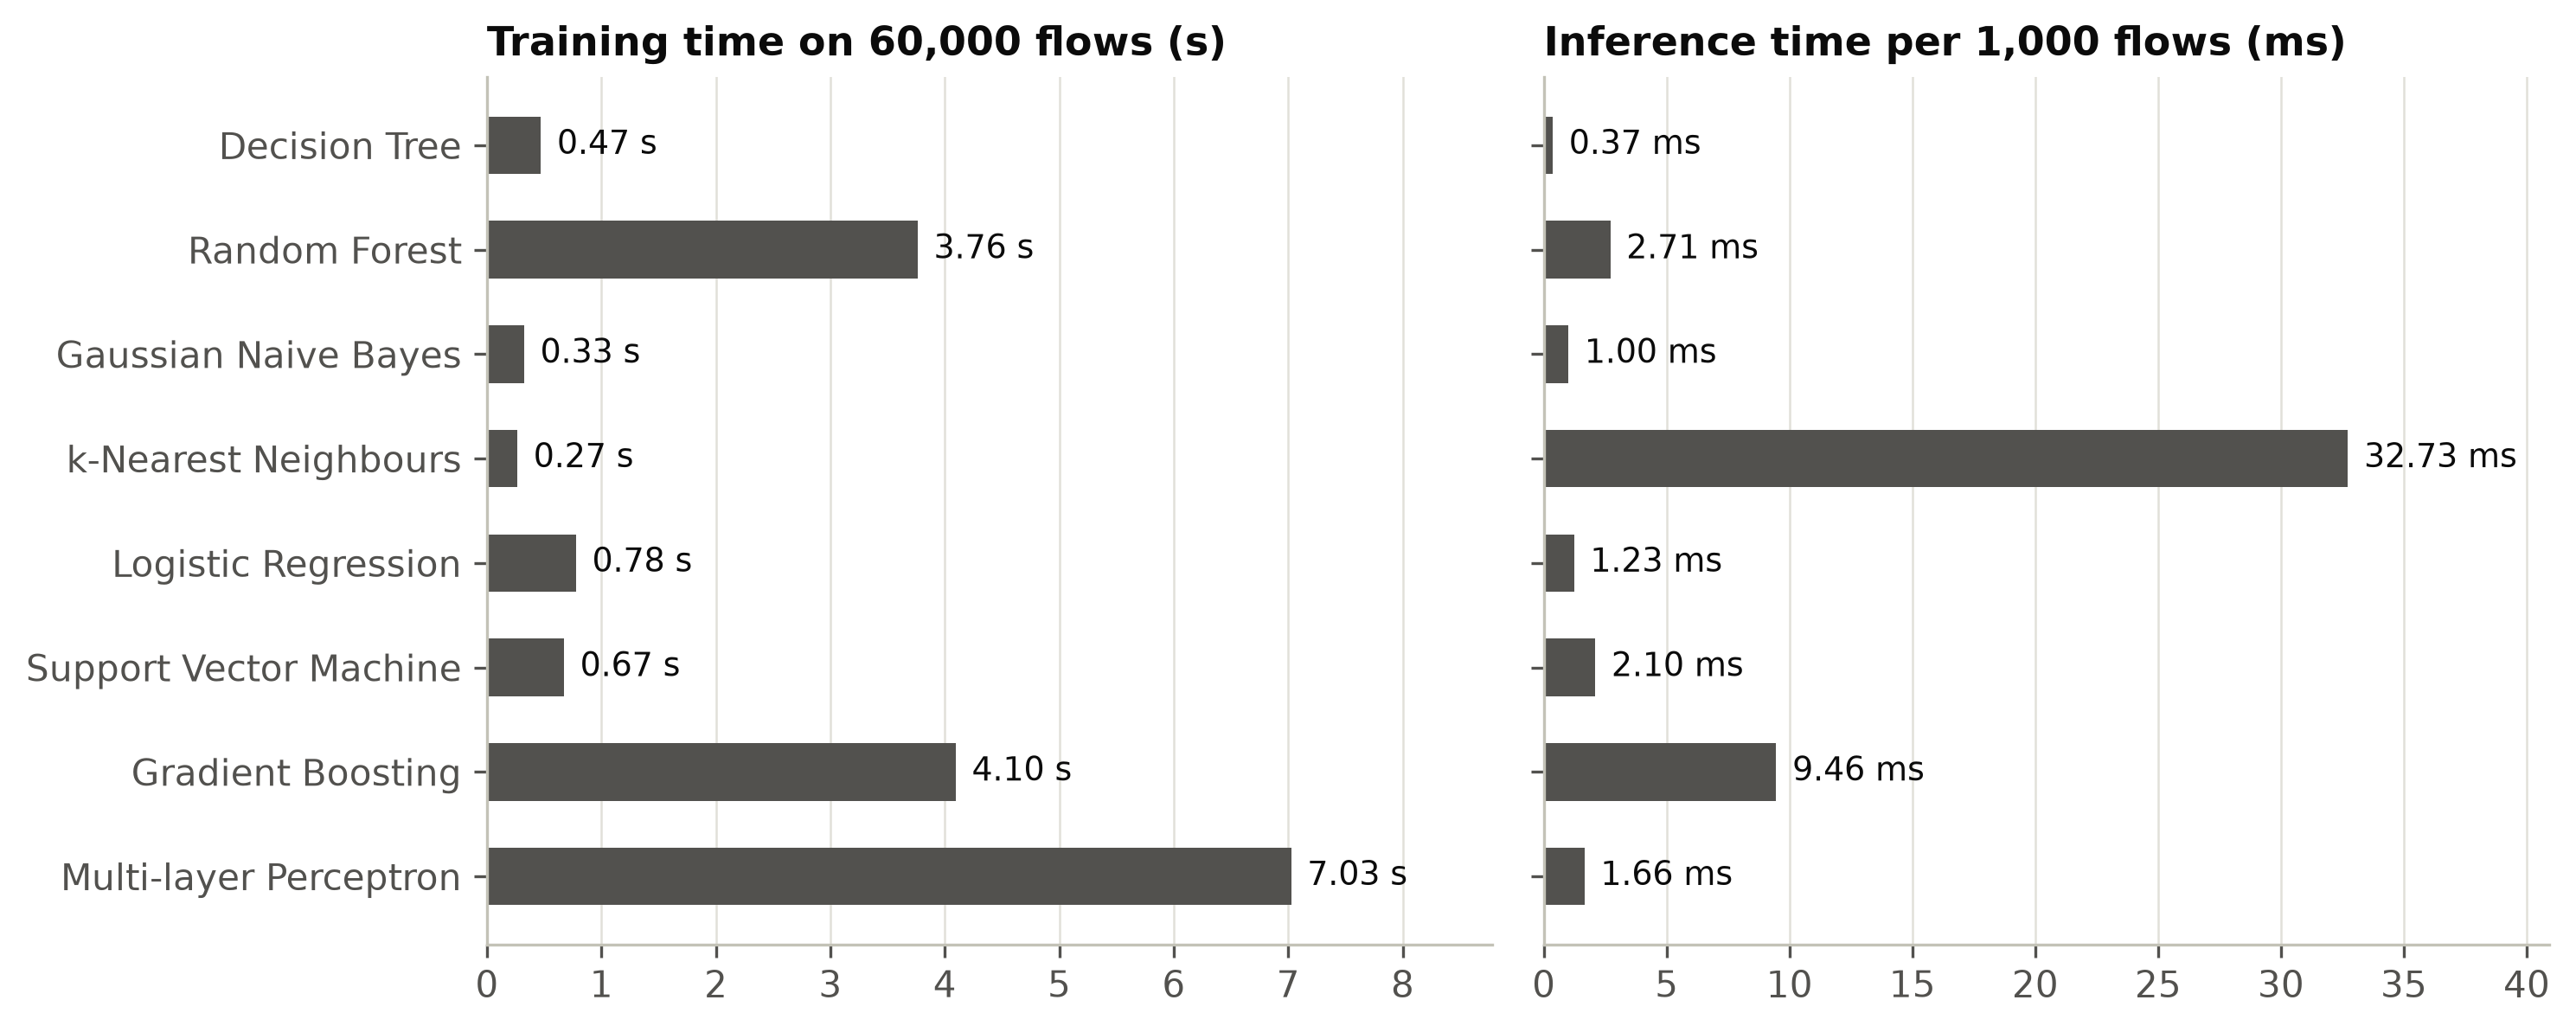 Training time on 60,000 flows (s)
Inference time per 1,000 flows (ms)
Decision Tree
0.47 s
0.37 ms
Random Forest
3.76 s
2.71 ms
Gaussian Naive Bayes
0.33 s
1.00 ms
k-Nearest Neighbours
0.27 s
32.73 ms
Logistic Regression
0.78 s
1.23 ms
Support Vector Machine
0.67 s
2.10 ms
Gradient Boosting
4.10 s
9.46 ms
Multi-layer Perceptron
7.03 s
1.66 ms
0 1 2 3 4 5 6 7 8
0 5 10 15 20 25 30 35 40